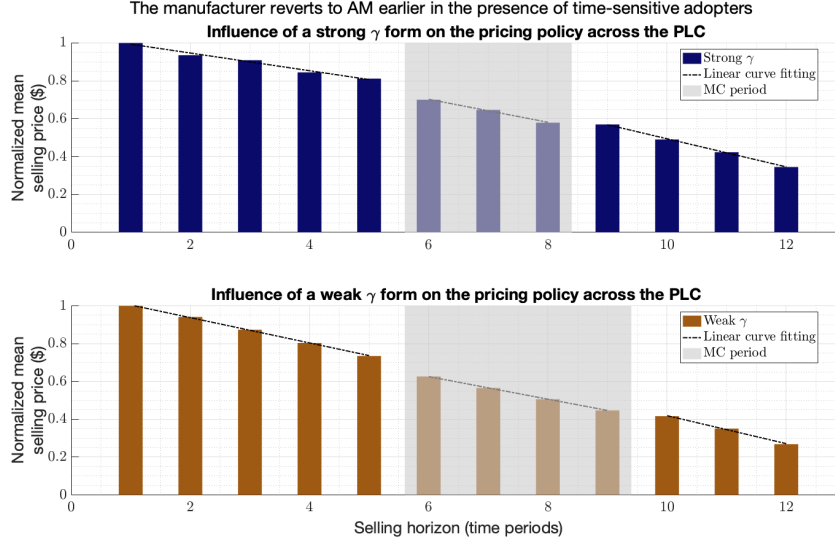 The manufacturer reverts to AM earlier in the presence of time-sensitive adopters
Influence of a strong γ form on the pricing policy across the PLC
Normalized mean
selling price ($)
1
0.8
0.6
0.4
0.2
0
Strong γ
Linear curve fitting
MC period
0 2 4 6 8 10 12
Influence of a weak γ form on the pricing policy across the PLC
Normalized mean
selling price ($)
1
0.8
0.6
0.4
0.2
0
Weak γ
Linear curve fitting
MC period
0 2 4 6 8 10 12
Selling horizon (time periods)